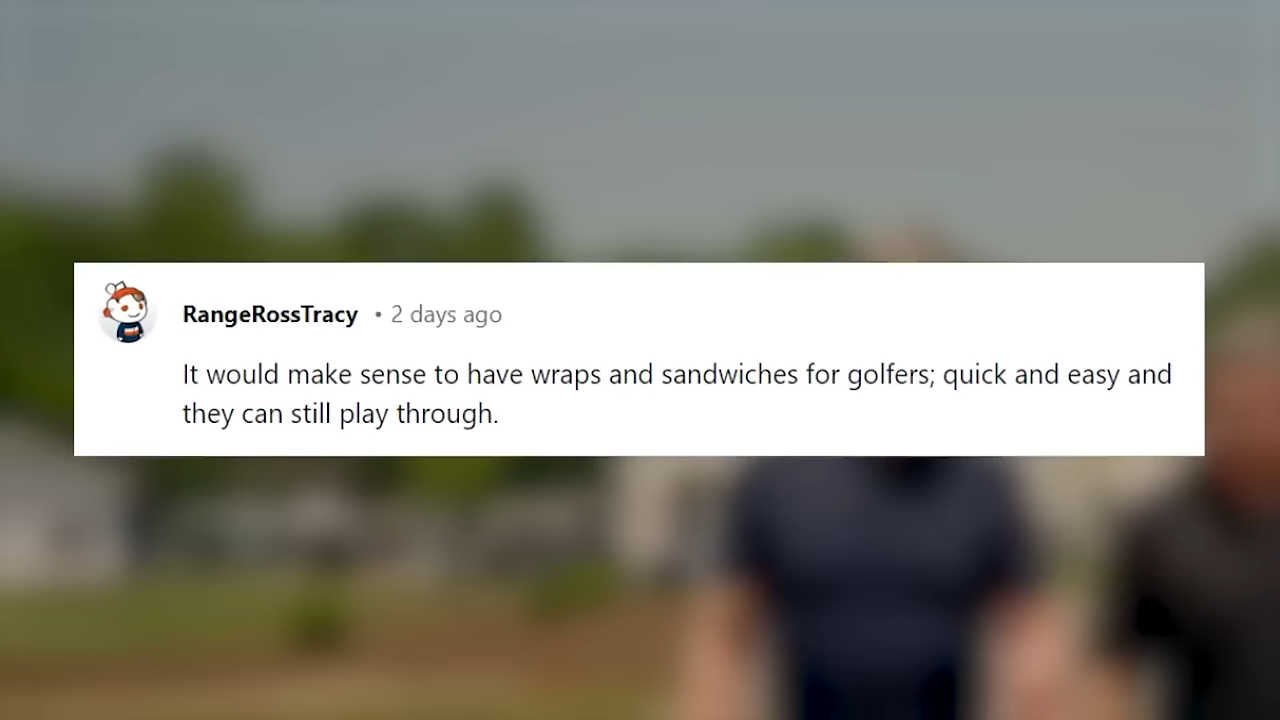 RangeRossTracy • 2 days ago
It would make sense to have wraps and sandwiches for golfers; quick and easy and
they can still play through.